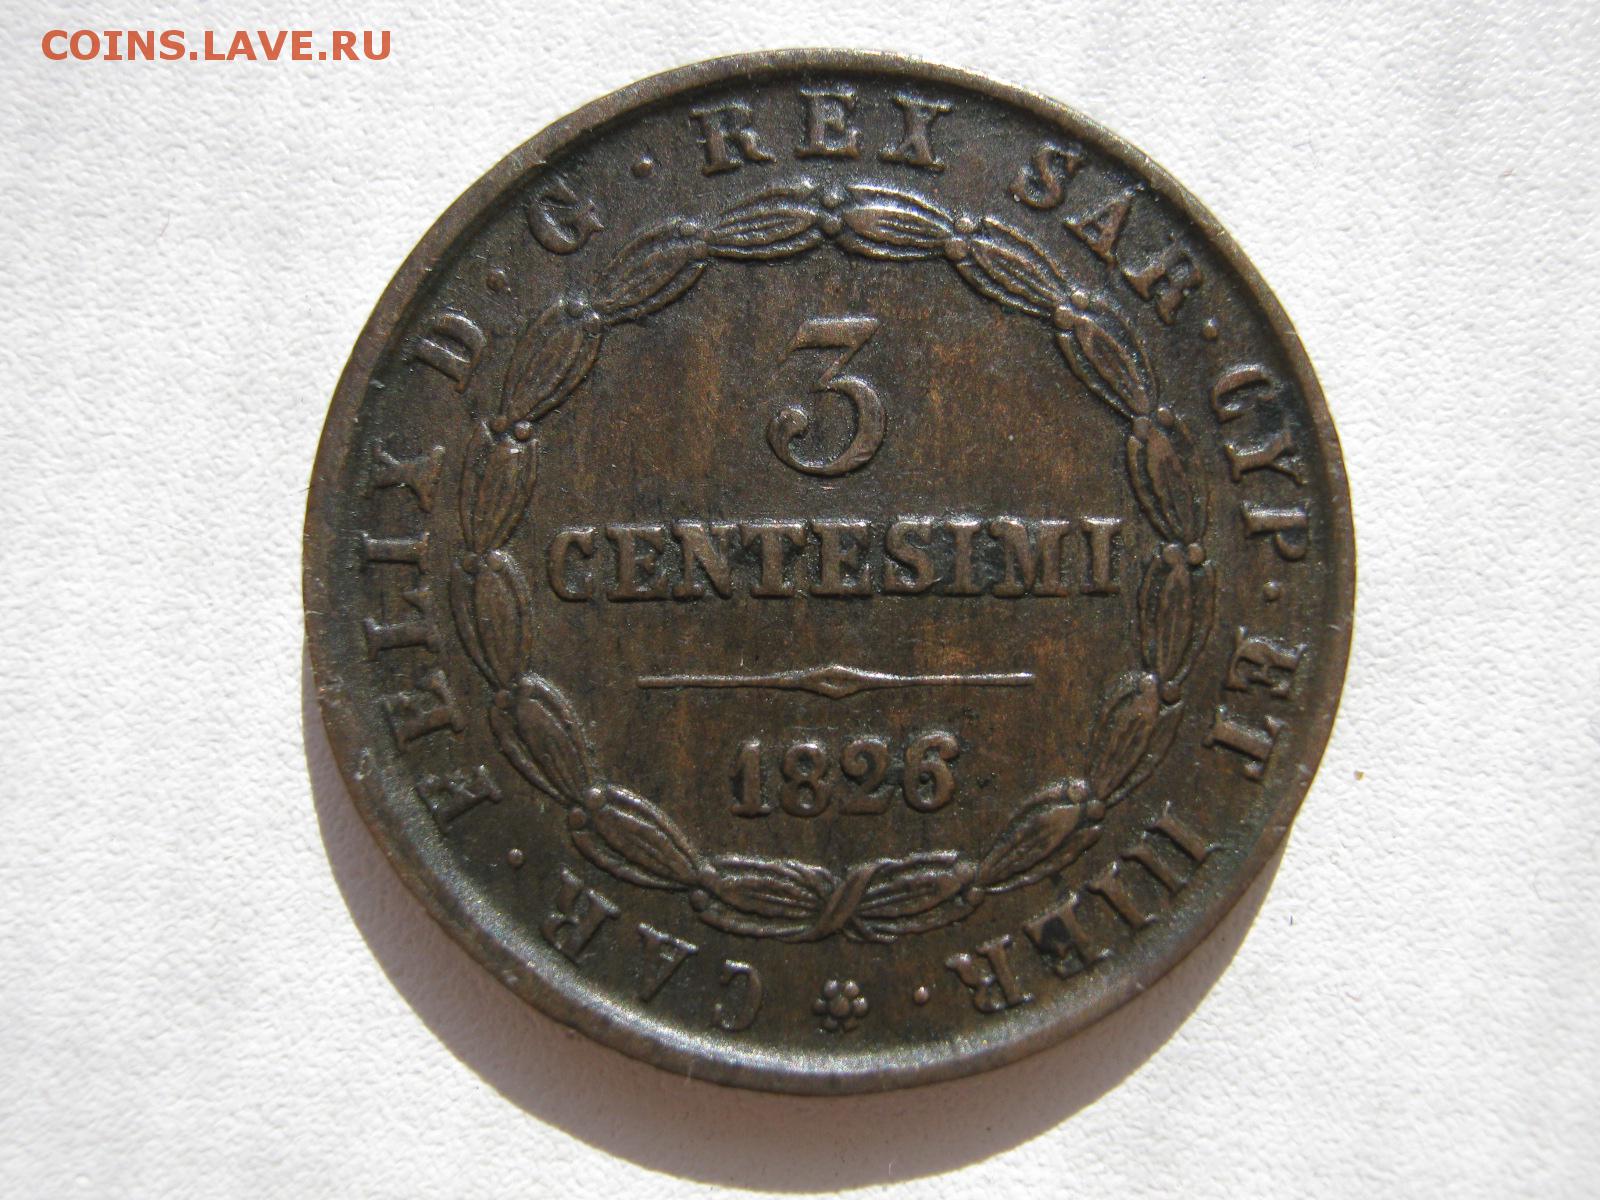 COINS.LAVE.RU
CAR · FELIX D · G · REX SAR · CYP · ET HIER ·
3
CENTESIMI
1826